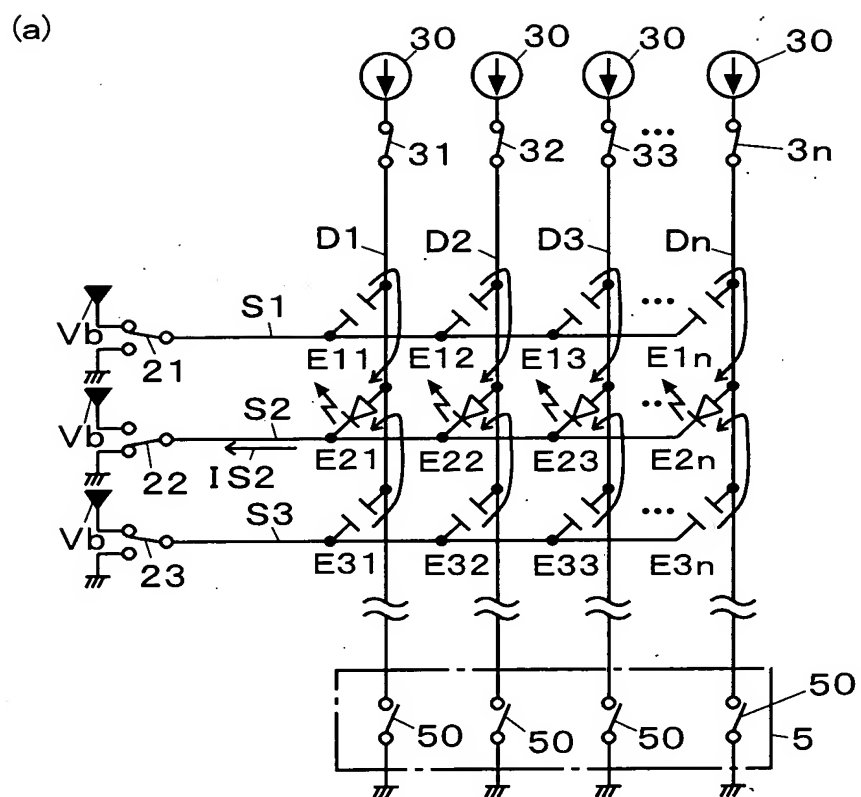 (a)
30 30 30 30
31 32 33 ... 3n
D1 D2 D3 Dn
S1
Vb 21 E11 E12 E13 ... E1n
S2
Vb 22 IS2 E21 E22 E23 ... E2n
S3
Vb 23 E31 E32 E33 ... E3n
50
50 50 50 5